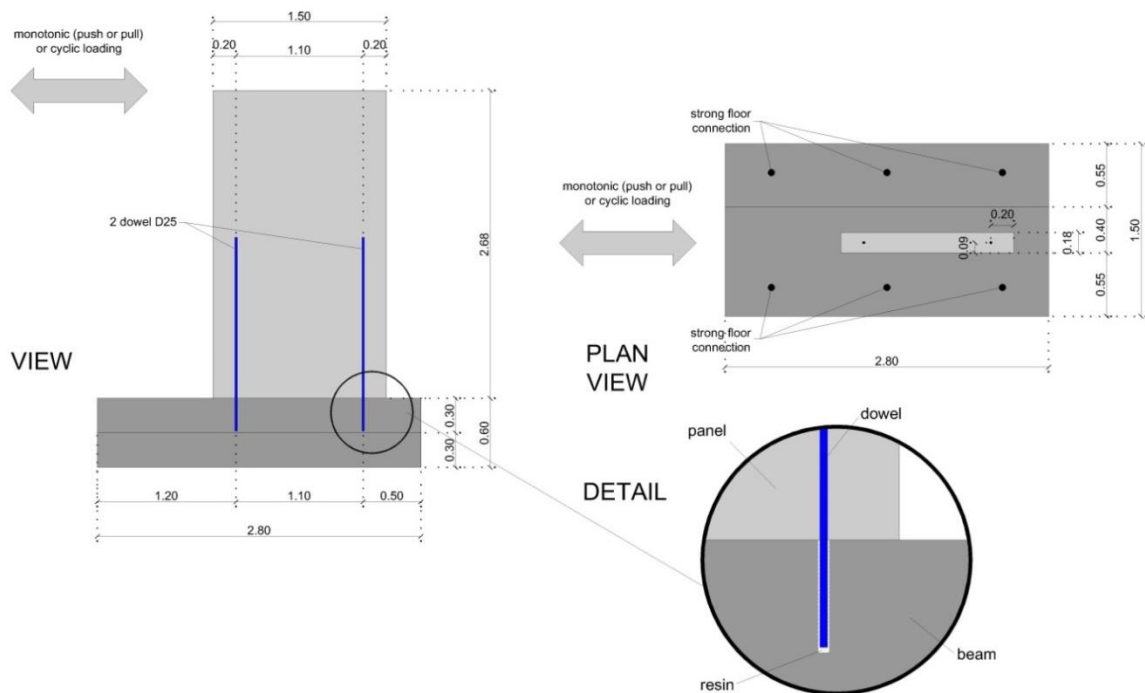 1.50
monotonic (push or pull)
or cyclic loading
0.20
0.20
1.10
2 dowel D25
2.68
VIEW
0.30
0.30
0.60
1.20
1.10
0.50
2.80
strong floor
connection
monotonic (push or pull)
or cyclic loading
0.20
0.09
0.18
0.55
0.40
0.55
1.50
strong floor
connection
PLAN
VIEW
2.80
dowel
panel
DETAIL
beam
resin